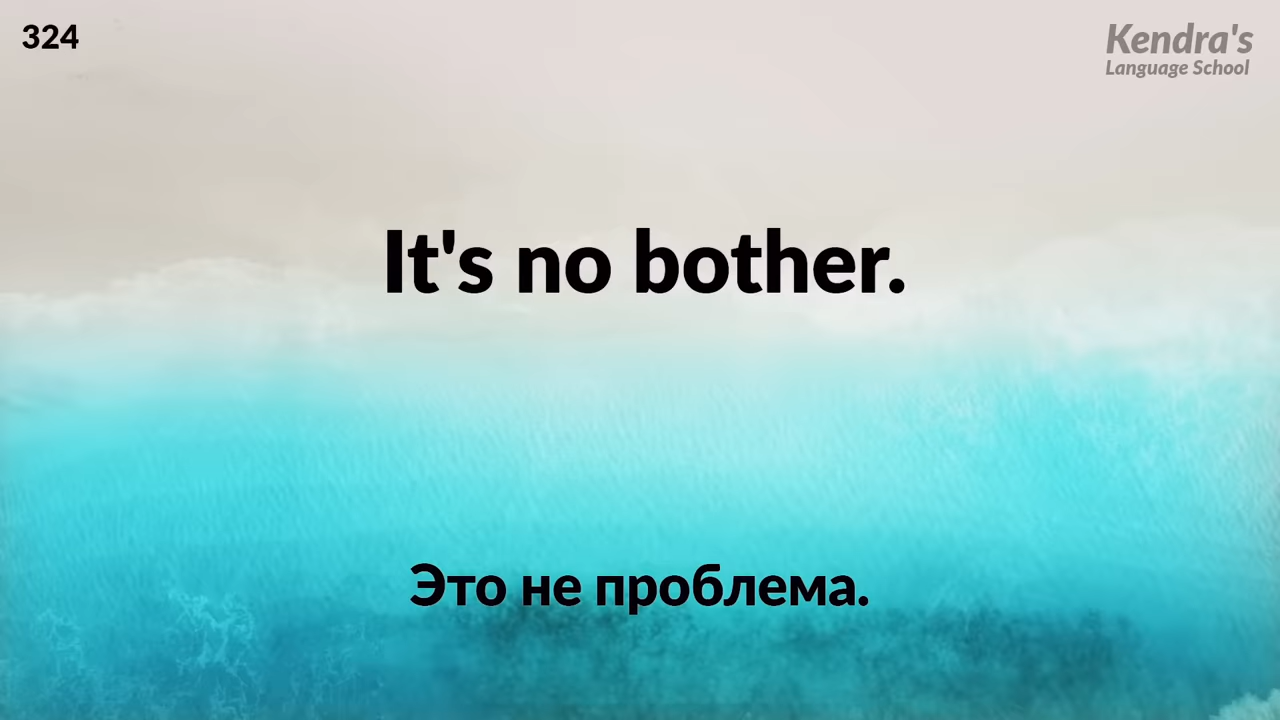 324
Kendra's
Language School
It's no bother.
Это не проблема.